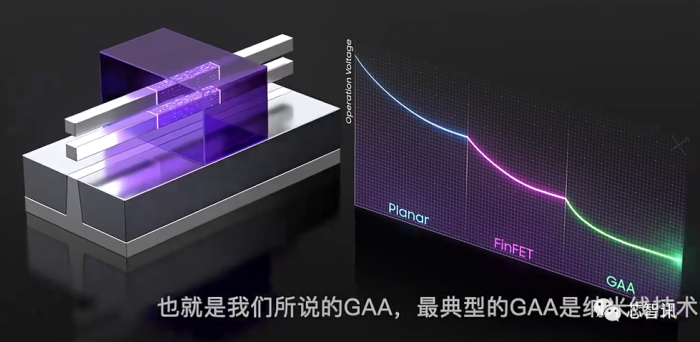 Operation Voltage
Planar
FinFET
GAA
也就是我们所说的GAA，最典型的GAA是纳米线技术
芯智讯